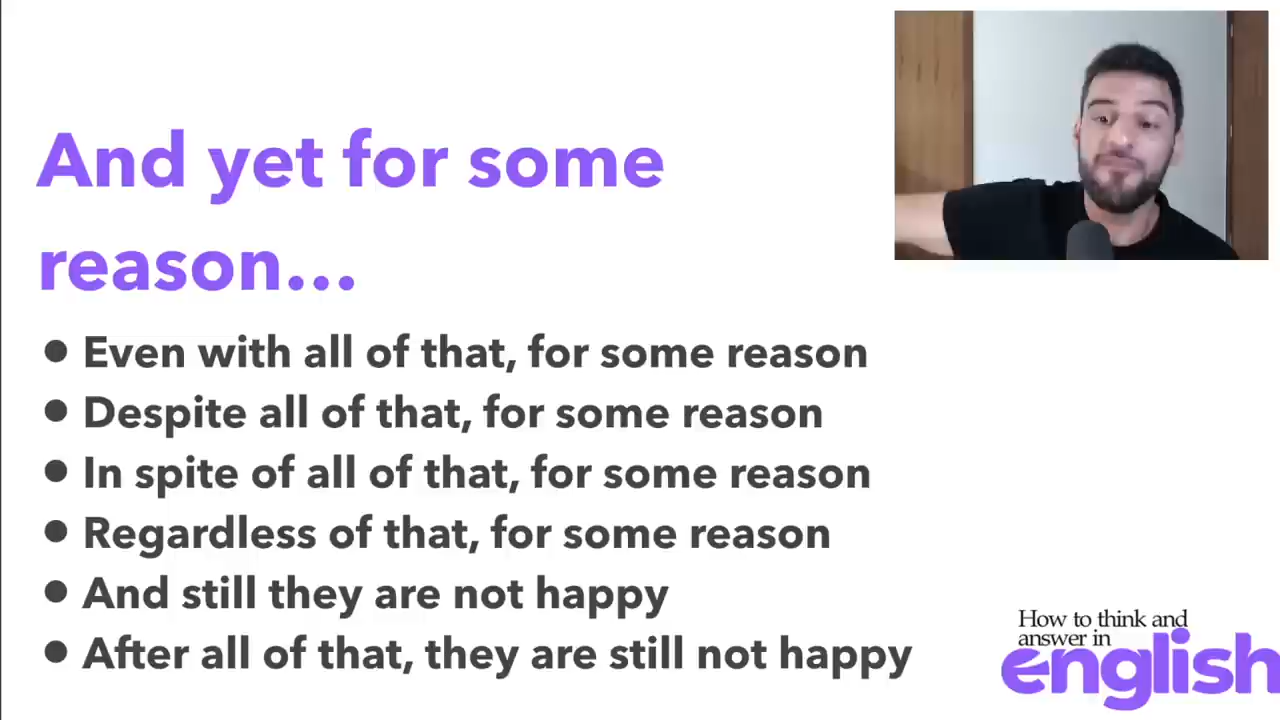 And yet for some
reason...
● Even with all of that, for some reason
● Despite all of that, for some reason
● In spite of all of that, for some reason
● Regardless of that, for some reason
● And still they are not happy
● After all of that, they are still not happy
How to think and
answer in
english